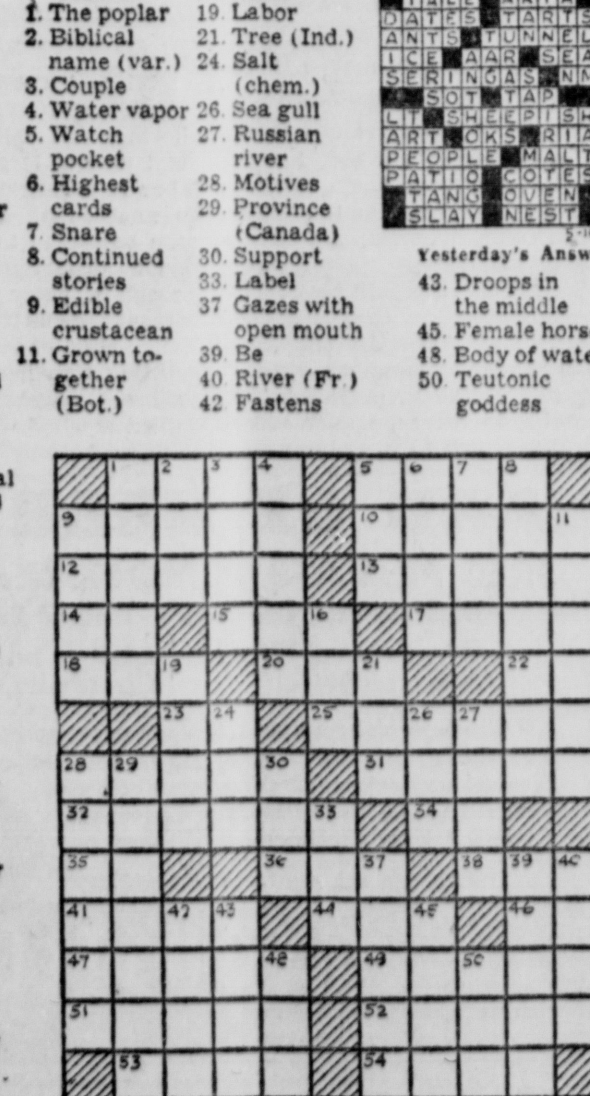 1. The poplar
2. Biblical
name (var.)
3. Couple
4. Water vapor
5. Watch
pocket
6. Highest
cards
7. Snare
8. Continued
stories
9. Edible
crustacean
11. Grown to-
gether
(Bot.)
19. Labor
21. Tree (Ind.)
24. Salt
(chem.)
26. Sea gull
27. Russian
river
28. Motives
29. Province
(Canada)
30. Support
33. Label
37 Gazes with
open mouth
39. Be
40. River (Fr.)
42 Fastens
DATES TARTS
ANTS TUNNEL
ICE AAR SEA
SERINGAS NM
SOT TAP
LT SHEEPISH
ART OKS RIA
PEOPLE MALT
PATIO COTES
TANG OVEN
SLAY NEST
Yesterday's Answ
43. Droops in
the middle
45. Female hors
48. Body of wate
50. Teutonic
goddess
al
1 2 3 4 5 6 7 8
9 10 11
12 13
14 15 16 17
18 19 20 21 22
23 24 25 26 27
28 29 30 31
32 33 34
35 36 37 38 39 40
41 42 43 44 45 46
47 48 49 50
51 52
53 54